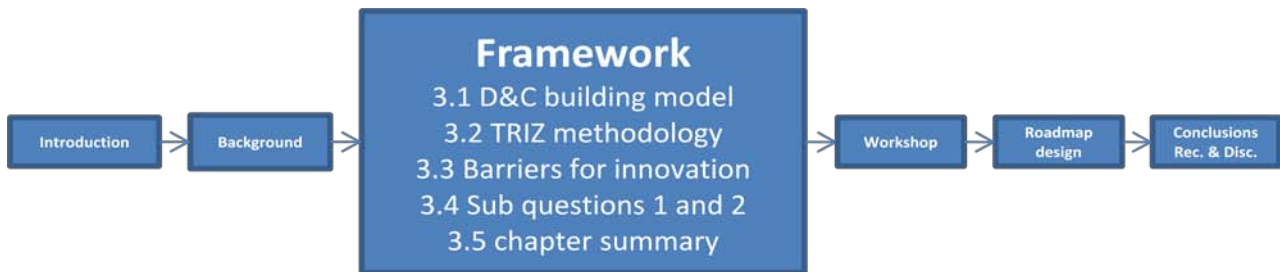 Introduction
Background
Framework
3.1 D&C building model
3.2 TRIZ methodology
3.3 Barriers for innovation
3.4 Sub questions 1 and 2
3.5 chapter summary
Workshop
Roadmap
design
Conclusions
Rec. & Disc.